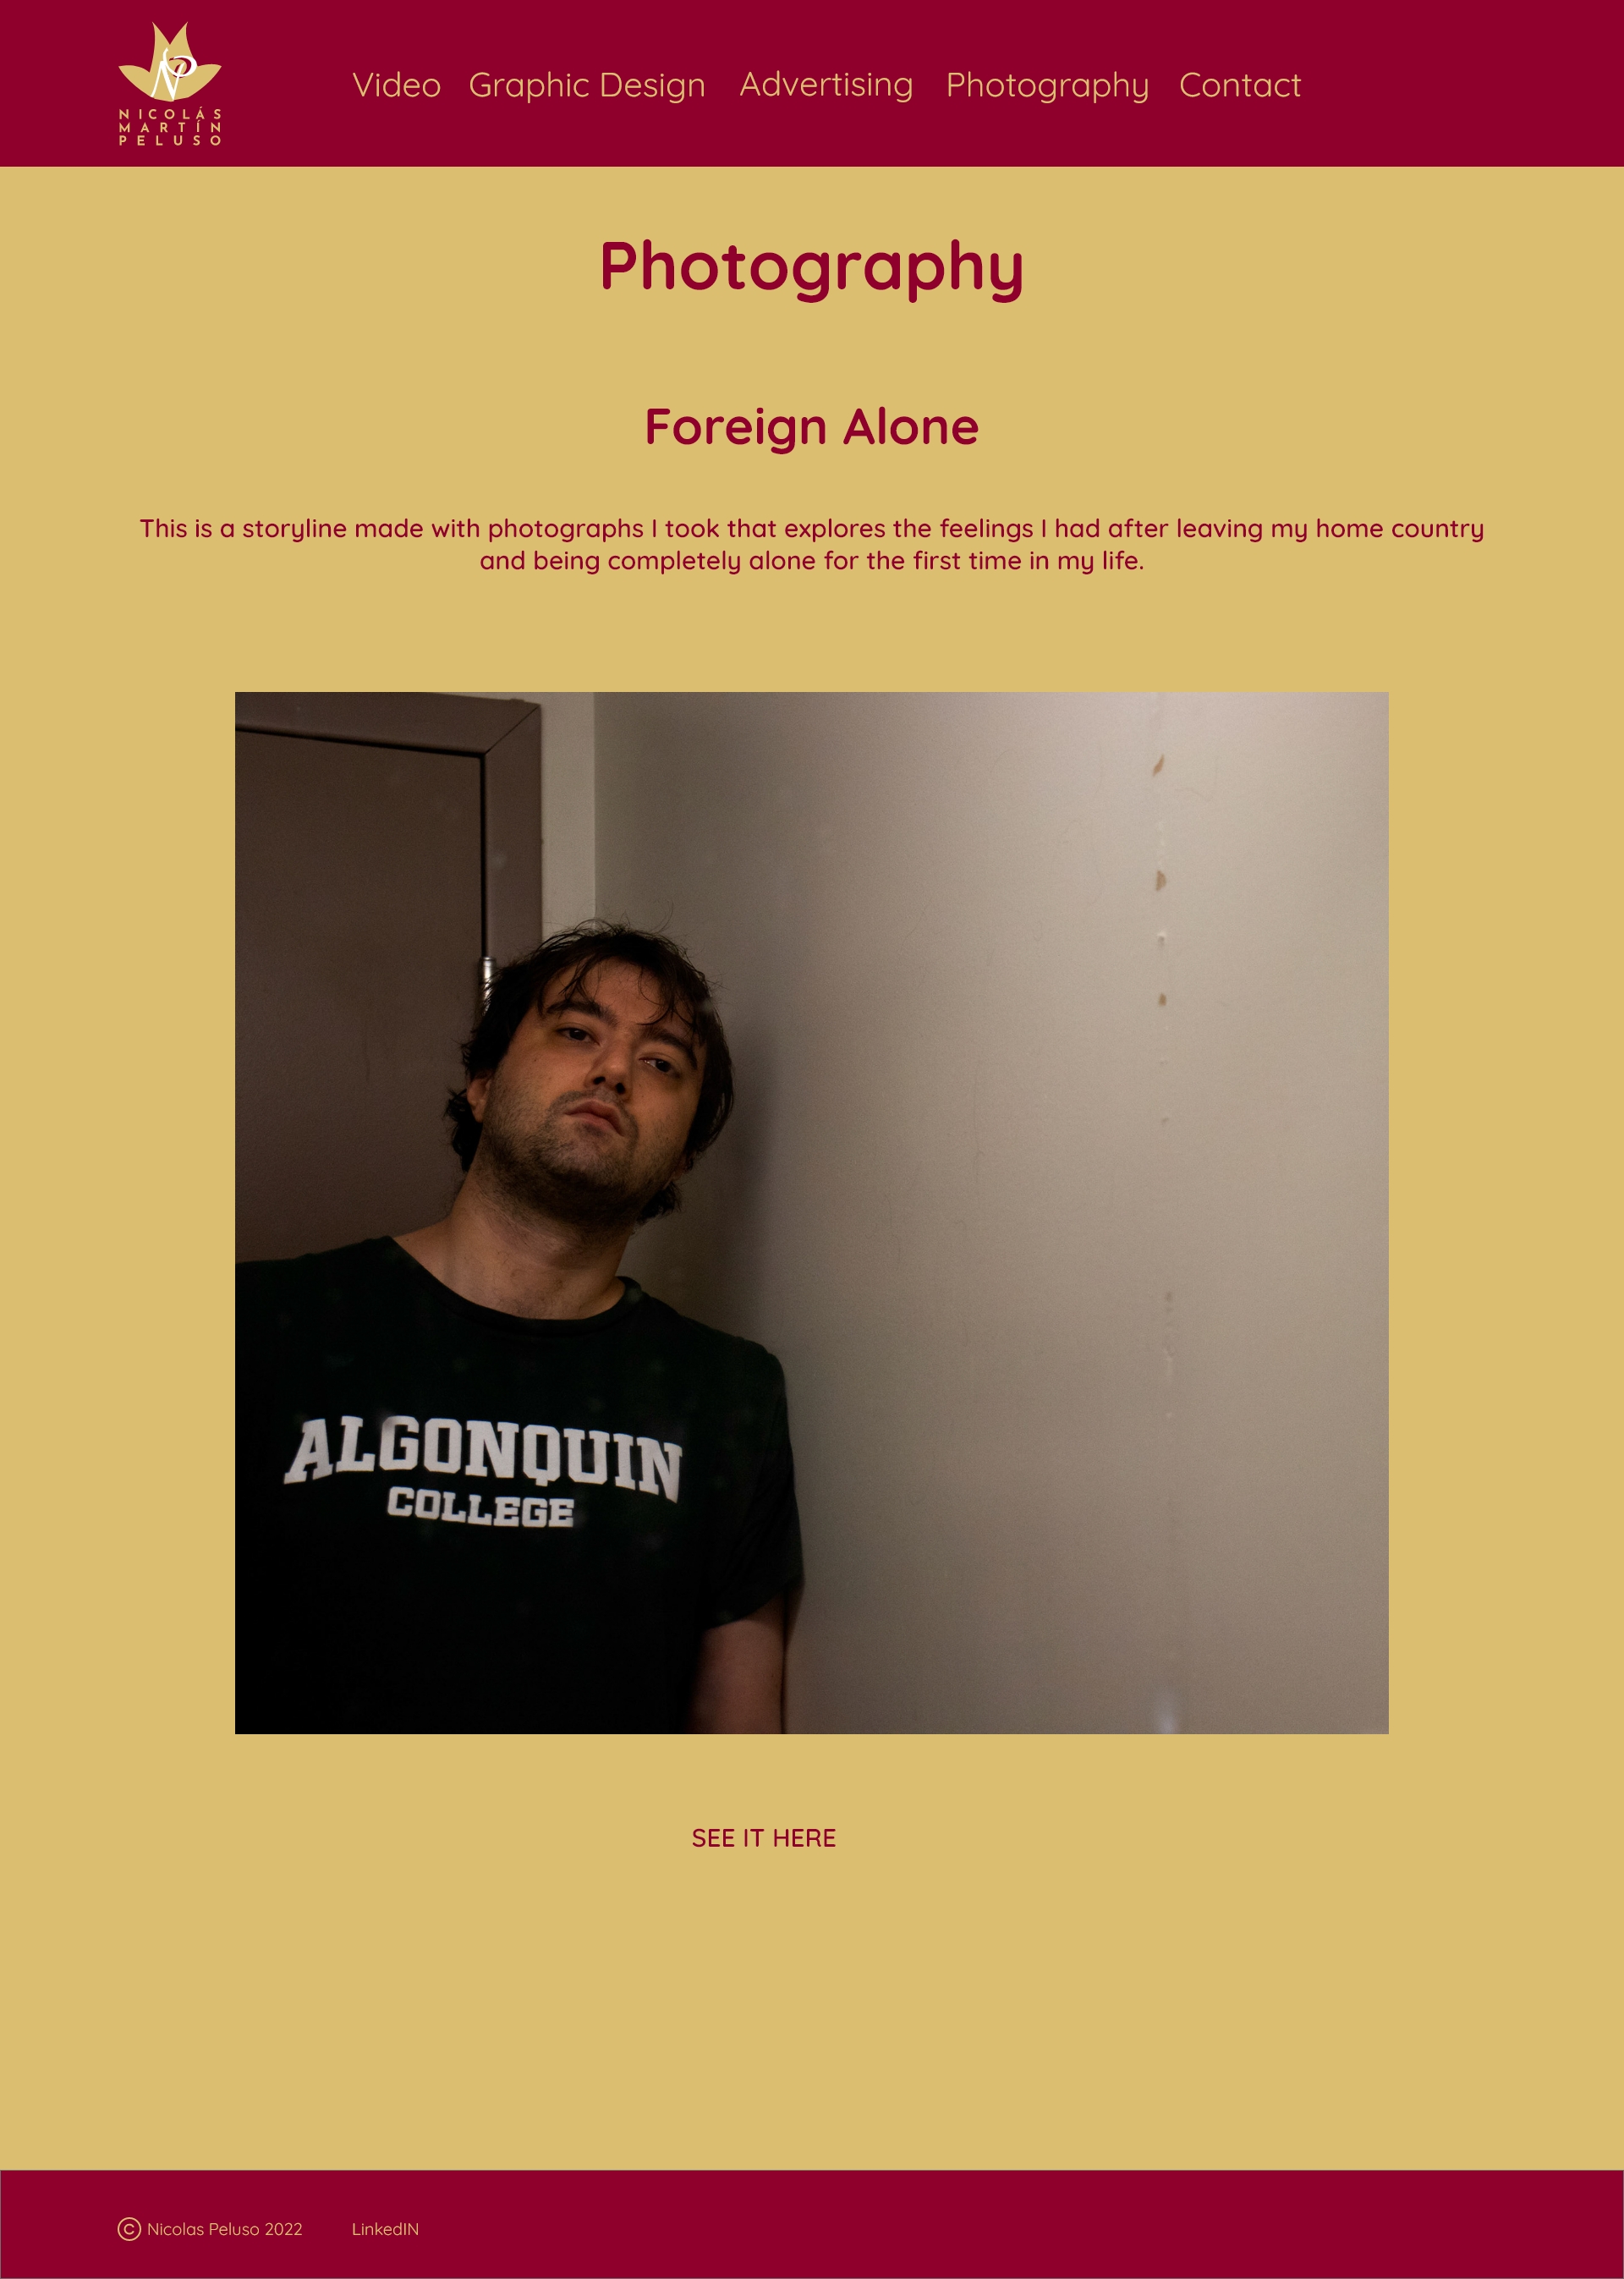 NICOLÁS
MARTÍN
PELUSO
Video Graphic Design Advertising Photography Contact
Photography
Foreign Alone
This is a storyline made with photographs I took that explores the feelings I had after leaving my home country
and being completely alone for the first time in my life.
ALGONQUIN
COLLEGE
SEE IT HERE
© Nicolas Peluso 2022 LinkedIN